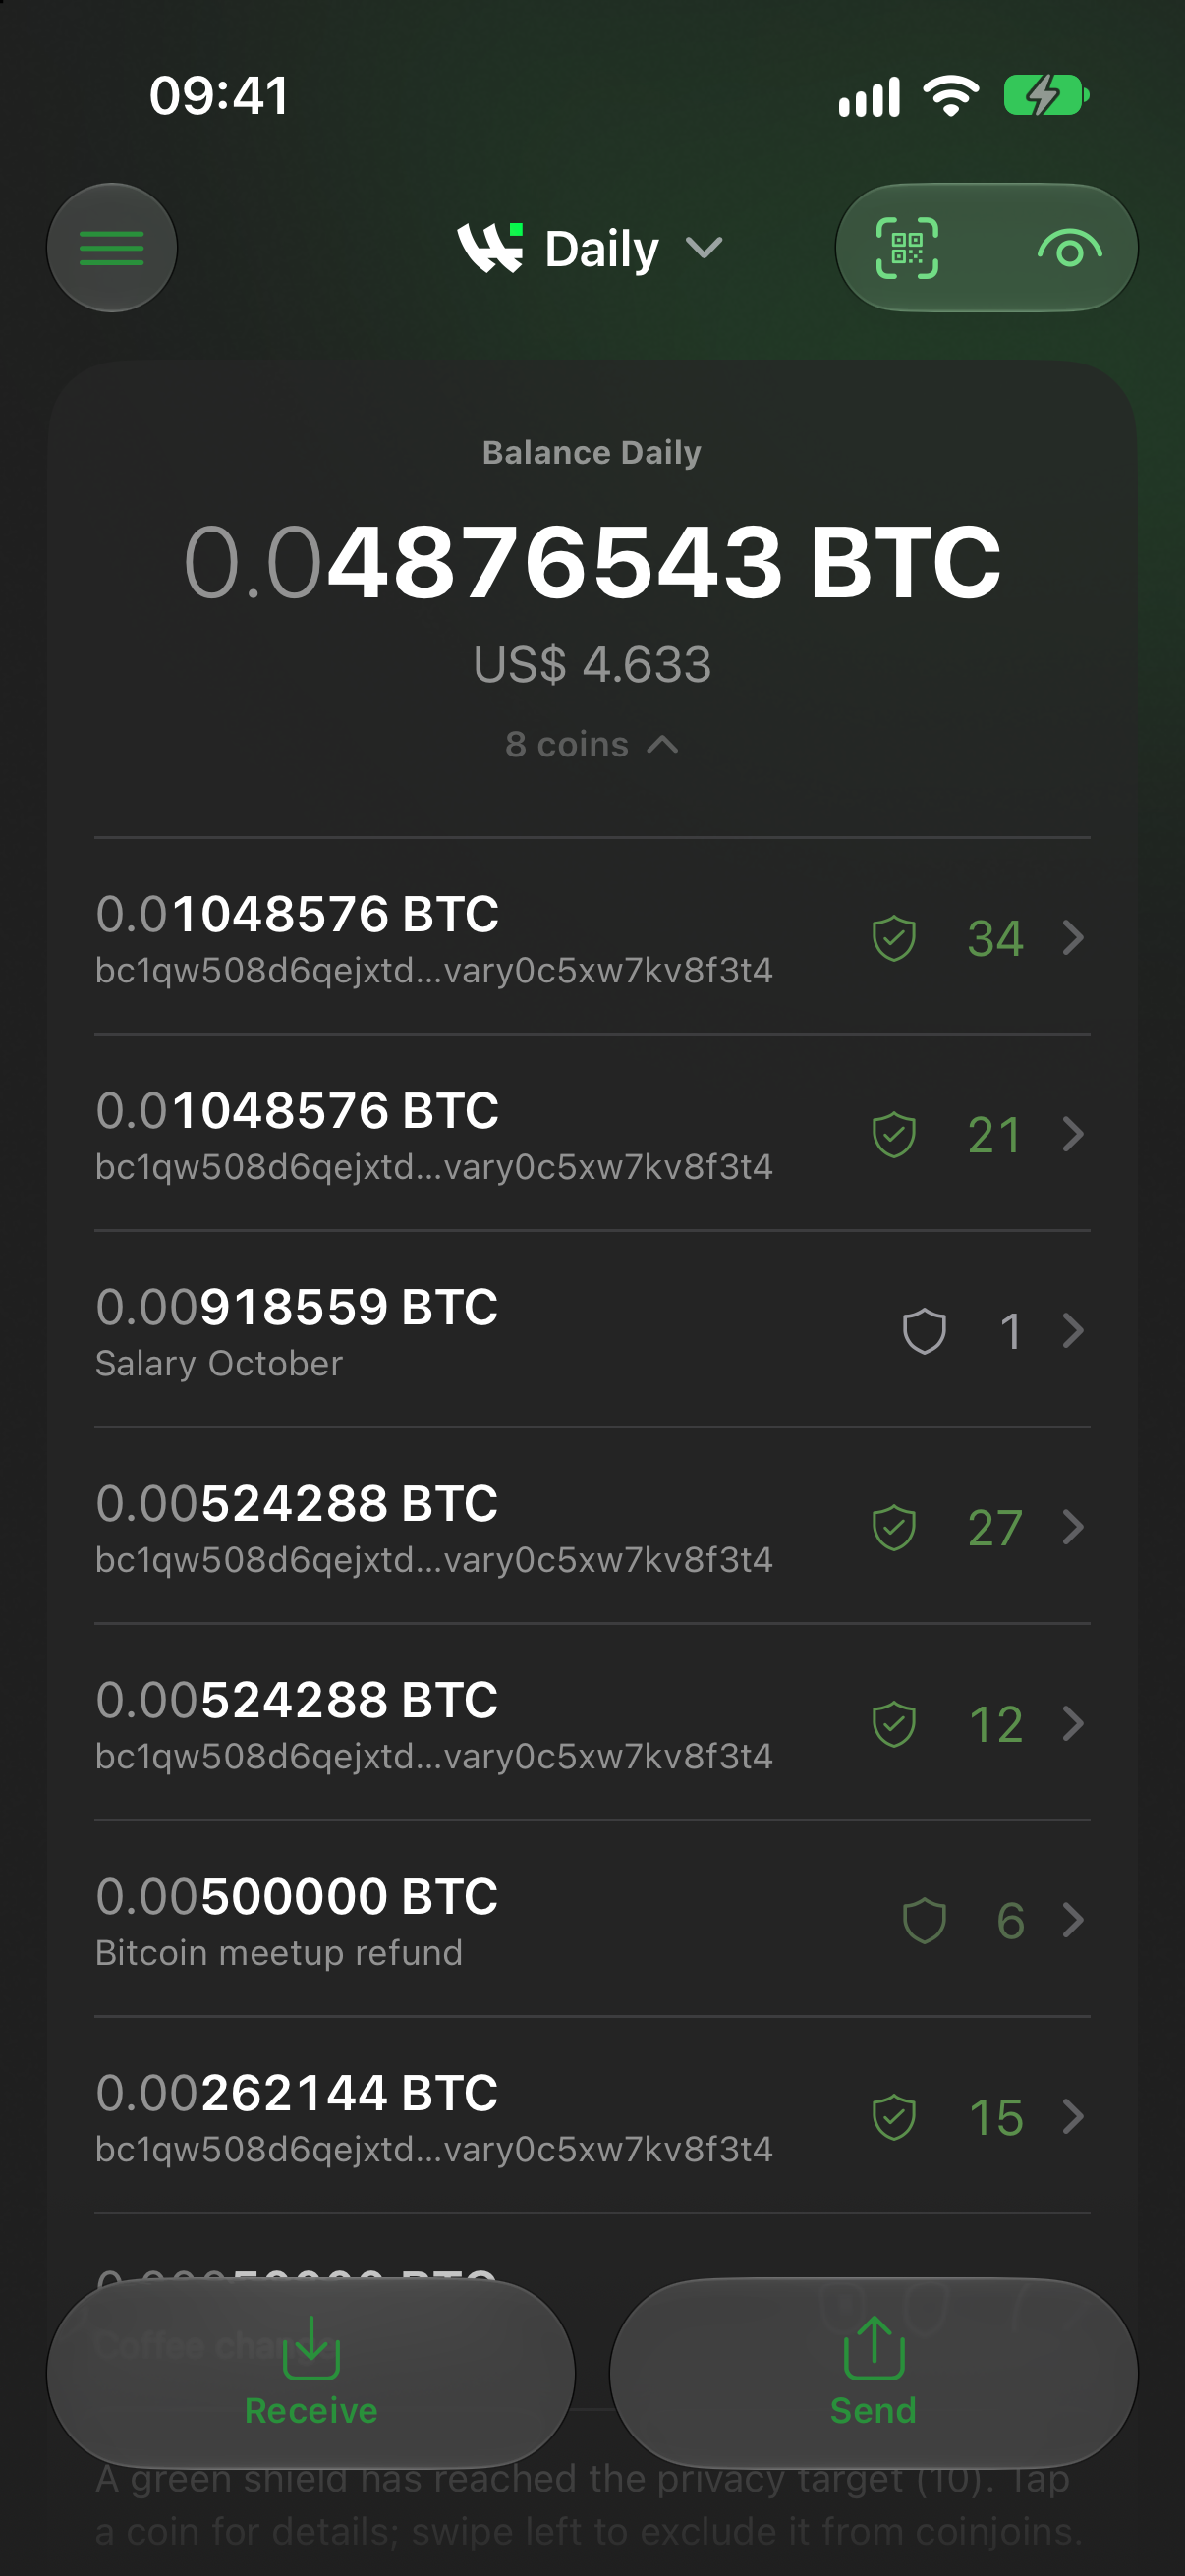 09:41
Daily
Balance Daily
0.04876543 BTC
US$ 4.633
8 coins
0.01048576 BTC
bc1qw508d6qejxtd...vary0c5xw7kv8f3t4
34
0.01048576 BTC
bc1qw508d6qejxtd...vary0c5xw7kv8f3t4
21
0.00918559 BTC
Salary October
1
0.00524288 BTC
bc1qw508d6qejxtd...vary0c5xw7kv8f3t4
27
0.00524288 BTC
bc1qw508d6qejxtd...vary0c5xw7kv8f3t4
12
0.00500000 BTC
Bitcoin meetup refund
6
0.00262144 BTC
bc1qw508d6qejxtd...vary0c5xw7kv8f3t4
15
BTC
Coffee change
Receive
Send
A green shield has reached the privacy target (10). Tap
a coin for details; swipe left to exclude it from coinjoins.